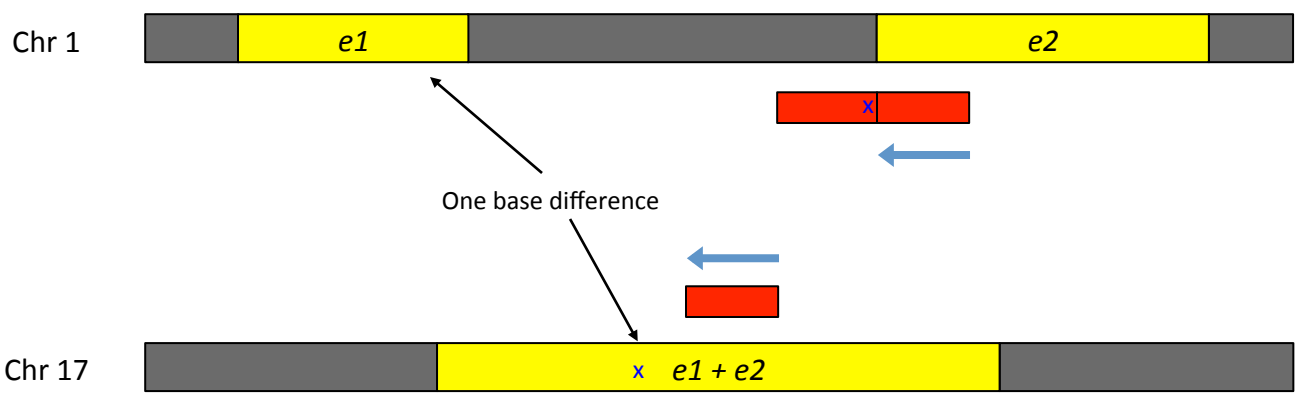 Chr 1
e1
e2
x
One base difference
Chr 17
x
e1 + e2